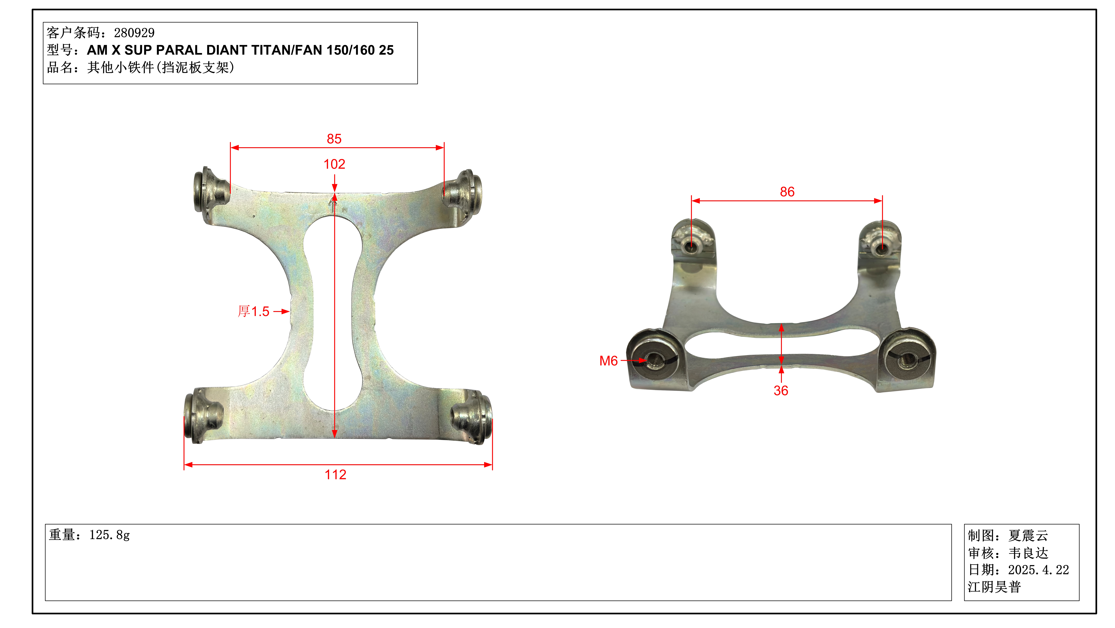 客户条码：280929
型号：AM X SUP PARAL DIANT TITAN/FAN 150/160 25
品名：其他小铁件(挡泥板支架)
85
102
厚1.5
112
86
M6
36
重量：125.8g
制图：夏震云
审核：韦良达
日期：2025.4.22
江阴昊普